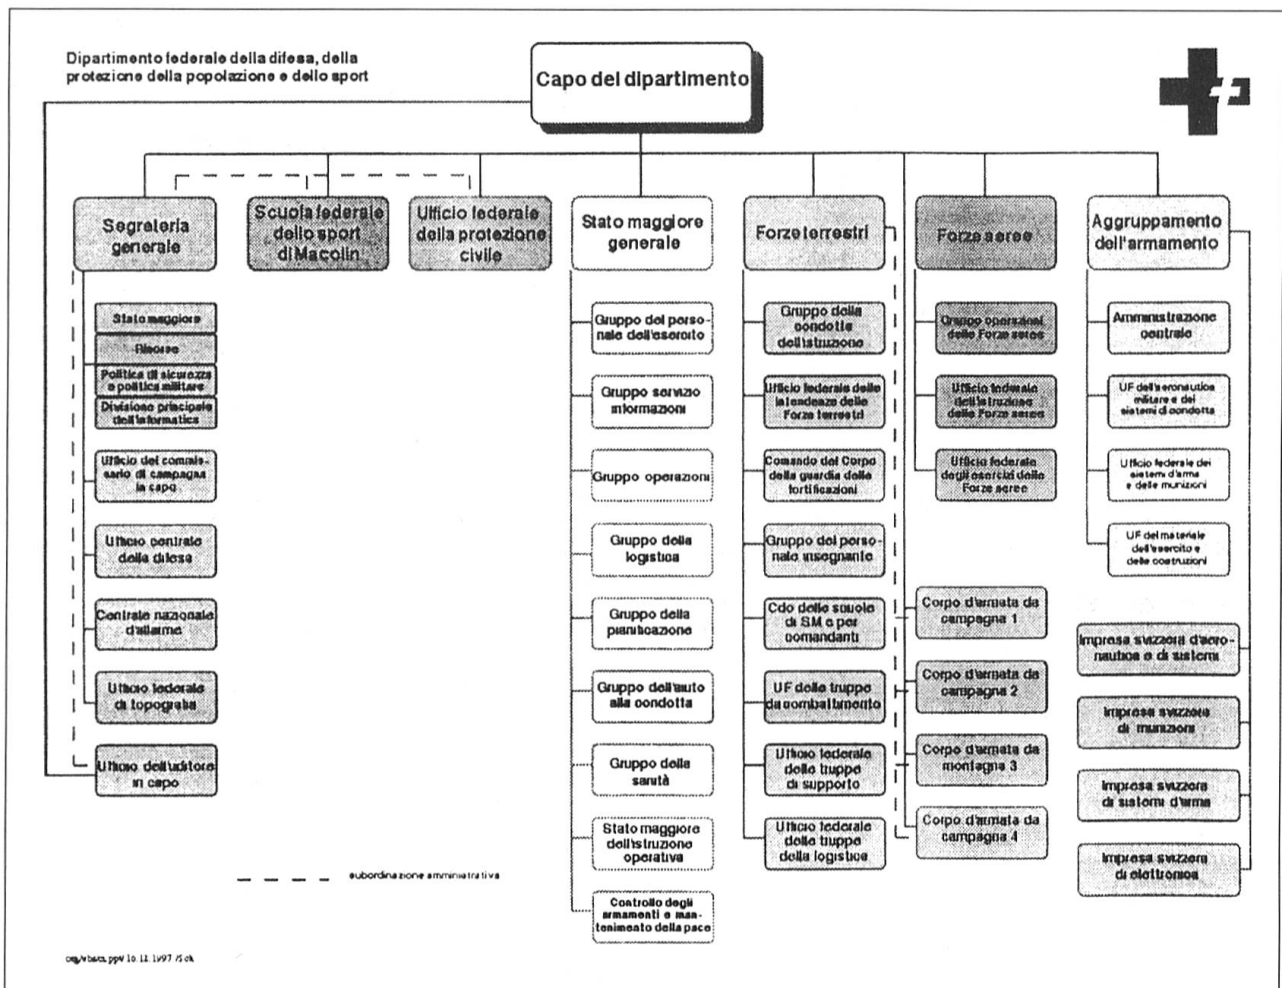 Dipartimento federale della difesa, della
protezione della popolazione e dello sport
Capo del dipartimento
Segreteria
generale
Scuola federale
dello sport
di Macolin
Ufficio federale
della protezione
civile
Stato maggiore
generale
Forze terrestri
Forze aeree
Aggruppamento
dell'armamento
Stato maggiore
Risorse
Politica di sicurezza
e politica militare
Divisione principale
dell'informatica
Ufficio del commis-
sario di campagna
in capo
Ufficio centrale
della difesa
Centrale nazionale
d'allarme
Ufficio federale
di topografia
Ufficio dell'uditore
in capo
Gruppo del perso-
nale dell'esercito
Gruppo servizio
informazioni
Gruppo operazioni
Gruppo della
logistica
Gruppo della
pianificazione
Gruppo dell'aiuto
alla condotta
Gruppo della
sanità
Stato maggiore
dell'istruzione
operativa
Controllo degli
armamenti e man-
tenimento della pace
Gruppo della
condotta
dell'istruzione
Ufficio federale delle
intendenze delle
Forze terrestri
Comando del Corpo
della guardia delle
fortificazioni
Gruppo del perso-
nale insegnante
Cdo delle scuole
di SM e per
comandanti
UF delle truppe
da combattimento
Ufficio federale
delle truppe
di supporto
Ufficio federale
delle truppe
della logistica
Gruppo operazioni
delle Forze aeree
Ufficio federale
dell'istruzione
delle Forze aeree
Ufficio federale
degli esercizi delle
Forze aeree
Corpo d'armata da
campagna 1
Corpo d'armata da
campagna 2
Corpo d'armata da
montagna 3
Corpo d'armata da
campagna 4
Amministrazione
centrale
UF dell'aeronautica
militare e dei
sistemi di condotta
Ufficio federale dei
sistemi d'arma
e delle munizioni
UF del materiale
dell'esercito e
delle costruzioni
Impresa svizzera d'aero-
nautica e di sistemi
Impresa svizzera
di munizioni
Impresa svizzera
di sistemi d'arma
Impresa svizzera
di elettronica
subordinazione amministrativa
10.12.1997